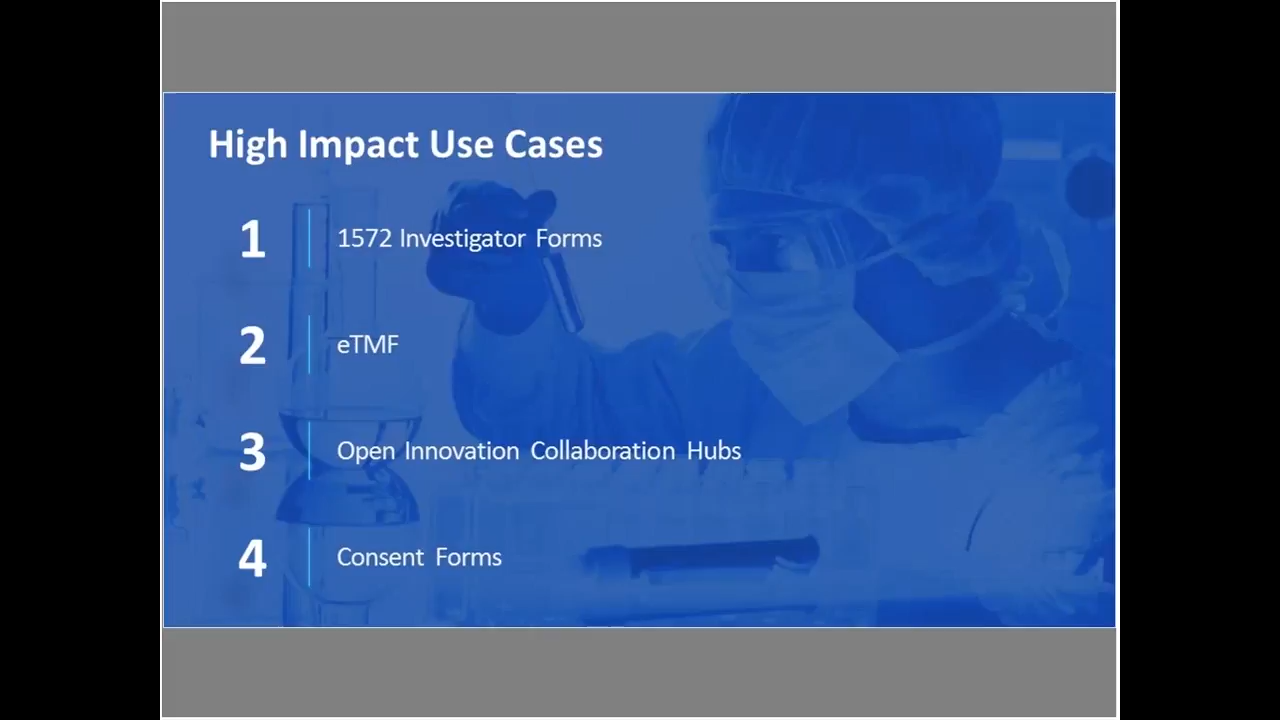 High Impact Use Cases
1
1572 Investigator Forms
2
eTMF
3
Open Innovation Collaboration Hubs
4
Consent Forms